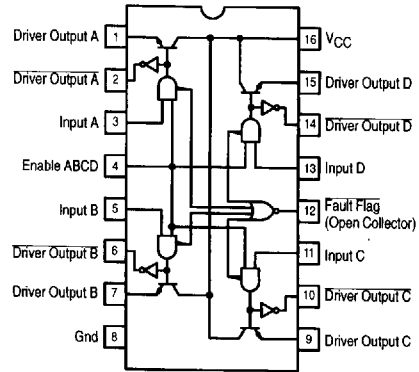 Driver Output A 1
Driver Output A 2
Input A 3
Enable ABCD 4
Input B 5
Driver Output B 6
Driver Output B 7
Gnd 8
16 VCC
15 Driver Output D
14 Driver Output D
13 Input D
12 Fault Flag
(Open Collector)
11 Input C
10 Driver Output C
9 Driver Output C